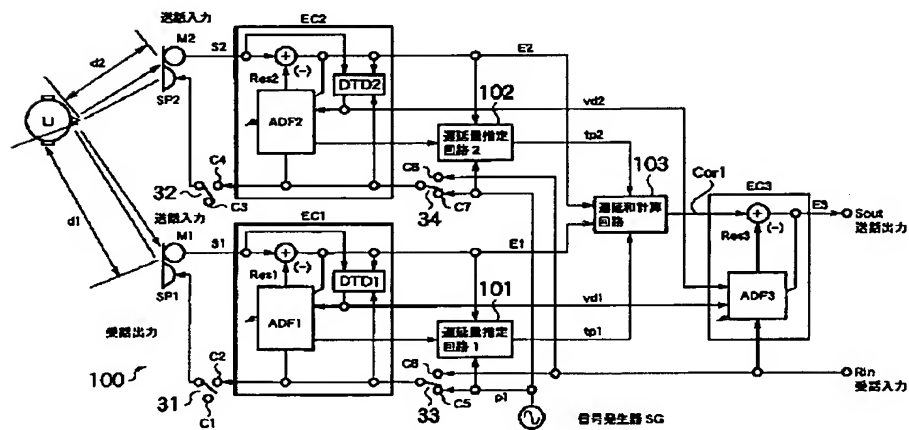 送話入力
EC2
M2
S2
E2
d2
Res2
(-)
DTD2
SP2
ADF2
102
vd2
遅延量推定
回路 2
tp2
U
C4
32
C3
C6
34
C7
103
Cor1
EC3
遅延和計算
回路
E3
Sout
送話出力
Res3
(-)
ADF3
d1
送話入力
EC1
M1
S1
E1
Res1
(-)
DTD1
SP1
ADF1
101
vd1
遅延量推定
回路 1
tp1
受話出力
C2
C6
Rin
受話入力
100
31
C1
33
C5
p1
信号発生器 SG